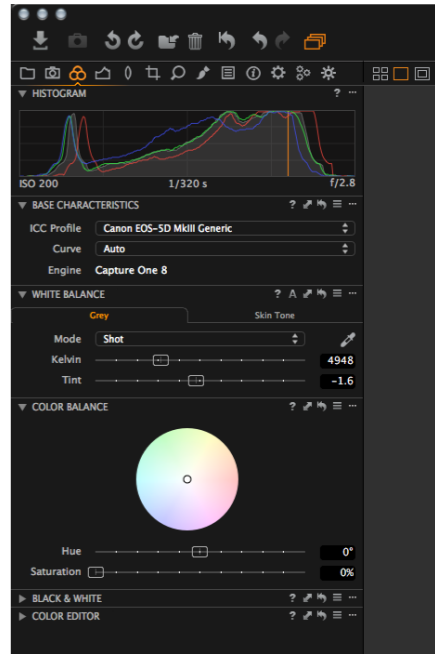 HISTOGRAM ?
ISO 200 1/320 s f/2.8
BASE CHARACTERISTICS ?
ICC Profile Canon EOS-5D MkIII Generic
Curve Auto
Engine Capture One 8
WHITE BALANCE ? A
Grey Skin Tone
Mode Shot
Kelvin 4948
Tint -1.6
COLOR BALANCE ?
Hue 0°
Saturation 0%
BLACK & WHITE ?
COLOR EDITOR ?